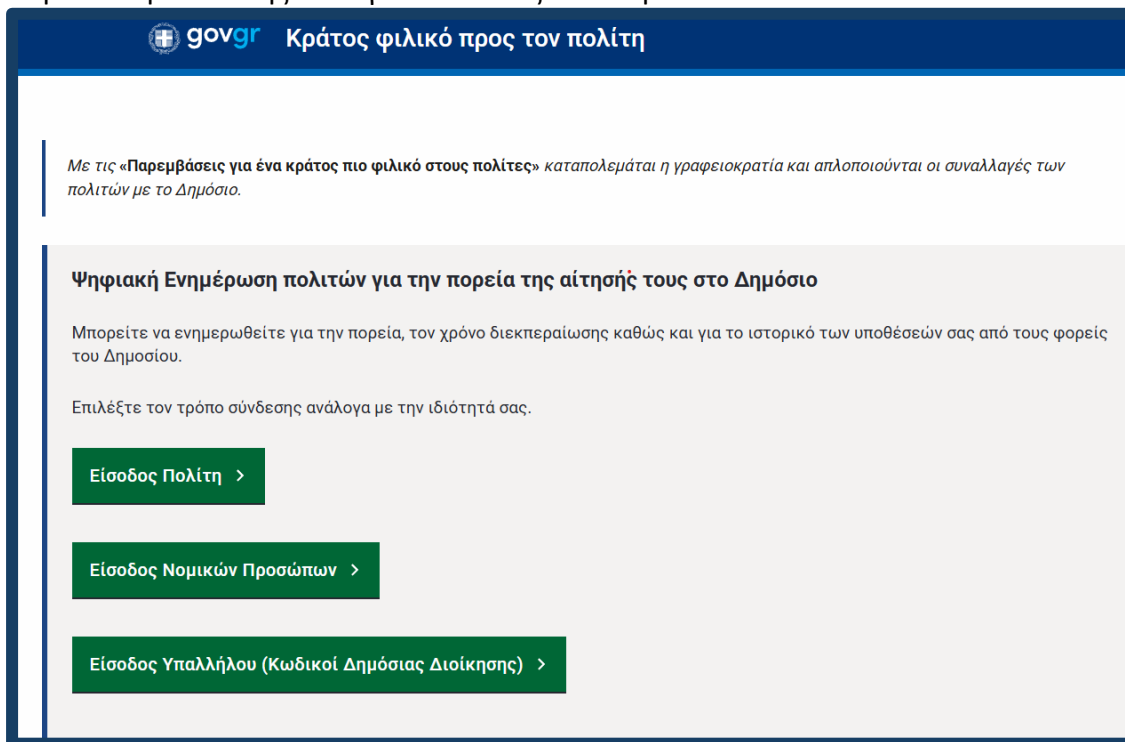 govgr Κράτος φιλικό προς τον πολίτη
Με τις «Παρεμβάσεις για ένα κράτος πιο φιλικό στους πολίτες» καταπολεμάται η γραφειοκρατία και απλοποιούνται οι συναλλαγές των
πολιτών με το Δημόσιο.
Ψηφιακή Ενημέρωση πολιτών για την πορεία της αίτησής τους στο Δημόσιο
Μπορείτε να ενημερωθείτε για την πορεία, τον χρόνο διεκπεραίωσης καθώς και για το ιστορικό των υποθέσεών σας από τους φορείς
του Δημοσίου.
Επιλέξτε τον τρόπο σύνδεσης ανάλογα με την ιδιότητά σας.
Είσοδος Πολίτη >
Είσοδος Νομικών Προσώπων >
Είσοδος Υπαλλήλου (Κωδικοί Δημόσιας Διοίκησης) >